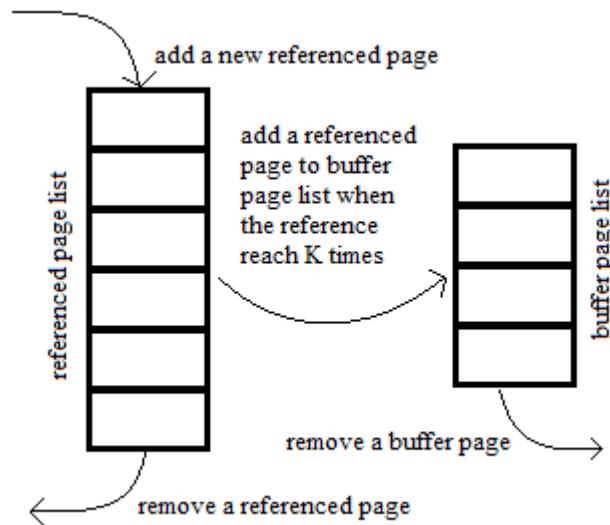 add a new referenced page
referenced page list
add a referenced
page to buffer
page list when
the reference
reach K times
buffer page list
remove a buffer page
remove a referenced page